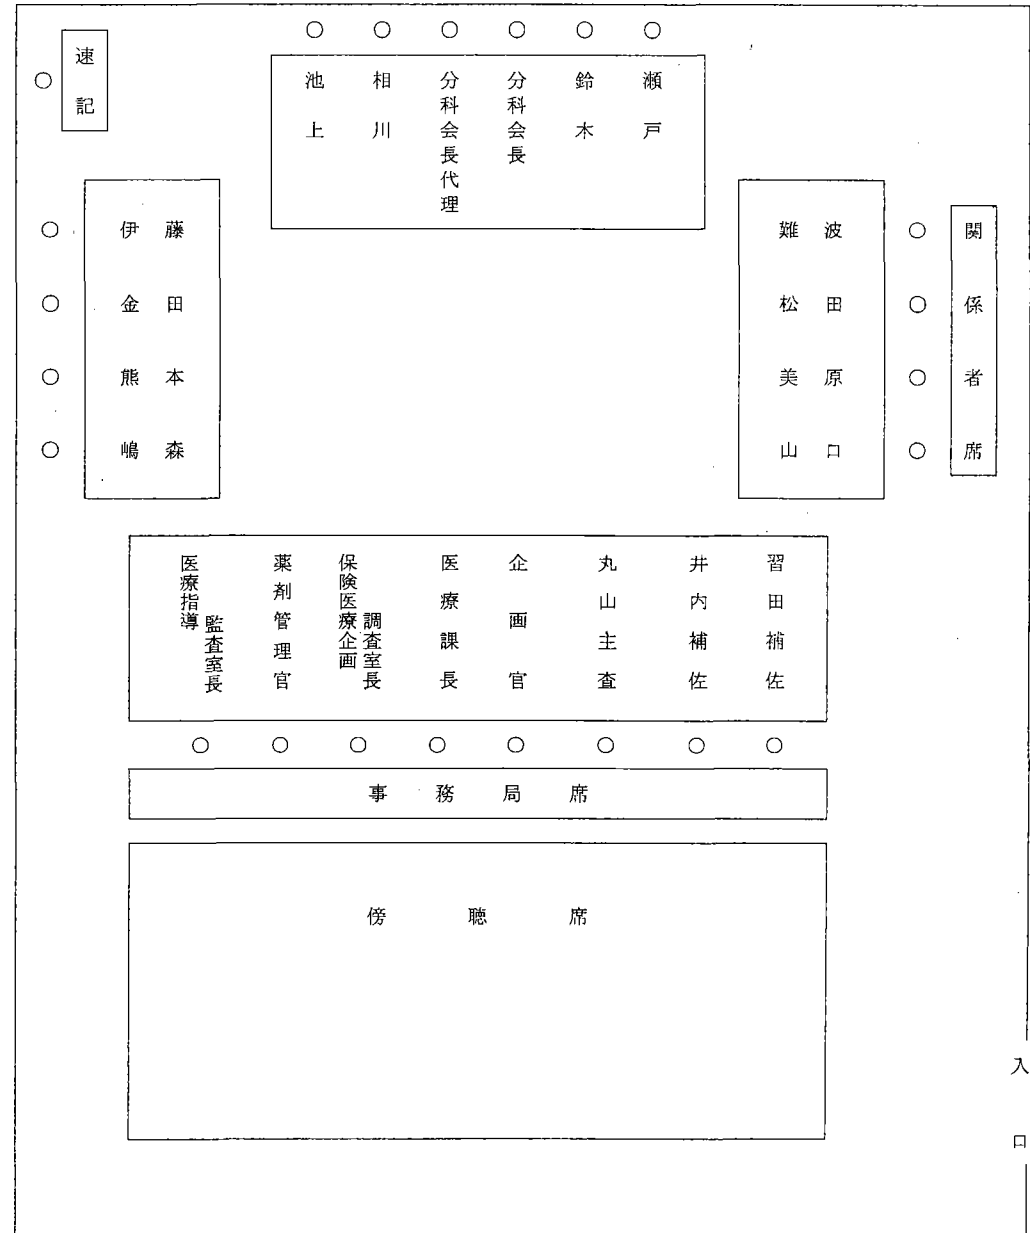 速記
池上
相川
分科会長代理
分科会長
鈴木
瀬戸
伊藤
金田
熊本
嶋森
難波
松田
美原
山口
関係者席
医療指導
監査室長
薬剤管理官
保険医療企画
調査室長
医療課長
企画官
丸山主査
井内補佐
習田補佐
事務局席
傍聴席
入口